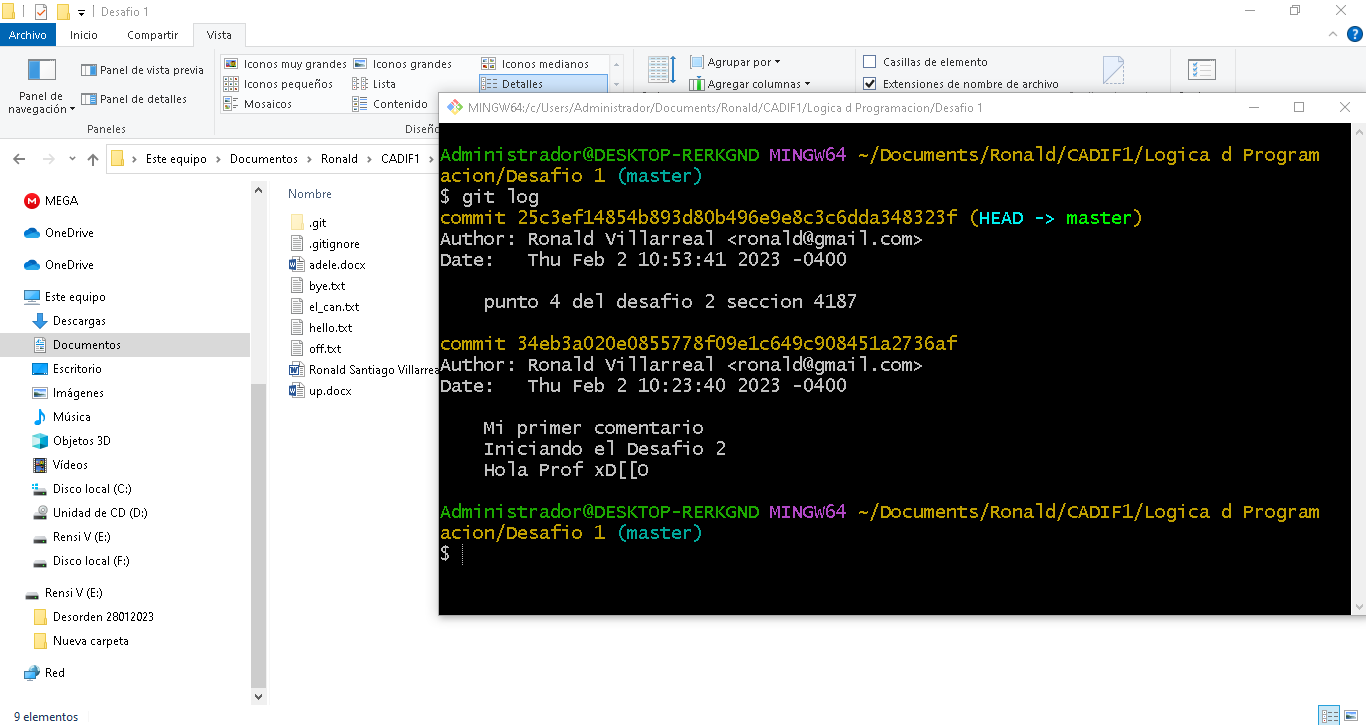 Desafio 1
Archivo Inicio Compartir Vista
Panel de navegación
Panel de vista previa
Panel de detalles
Paneles
Iconos muy grandes Iconos grandes Iconos medianos
Iconos pequeños Lista Detalles
Mosaicos Contenido
Diseño
Agrupar por
Agregar columnas
Casillas de elemento
Extensiones de nombre de archivo
Este equipo > Documentos > Ronald > CADIF1 >
MEGA
OneDrive
OneDrive
Este equipo
Descargas
Documentos
Escritorio
Imágenes
Música
Objetos 3D
Vídeos
Disco local (C:)
Unidad de CD (D:)
Rensi V (E:)
Disco local (F:)
Rensi V (E:)
Desorden 28012023
Nueva carpeta
Red
Nombre
.git
.gitignore
adele.docx
bye.txt
el_can.txt
hello.txt
off.txt
Ronald Santiago Villarrea
up.docx
9 elementos
MINGW64:/c/Users/Administrador/Documents/Ronald/CADIF1/Logica d Programacion/Desafio 1
Administrador@DESKTOP-RERKGND MINGW64 ~/Documents/Ronald/CADIF1/Logica d Program
acion/Desafio 1 (master)
$ git log
commit 25c3ef14854b893d80b496e9e8c3c6dda348323f (HEAD -> master)
Author: Ronald Villarreal <ronald@gmail.com>
Date:   Thu Feb 2 10:53:41 2023 -0400
punto 4 del desafio 2 seccion 4187
commit 34eb3a020e0855778f09e1c649c908451a2736af
Author: Ronald Villarreal <ronald@gmail.com>
Date:   Thu Feb 2 10:23:40 2023 -0400
Mi primer comentario
Iniciando el Desafio 2
Hola Prof xD[[O
Administrador@DESKTOP-RERKGND MINGW64 ~/Documents/Ronald/CADIF1/Logica d Program
acion/Desafio 1 (master)
$